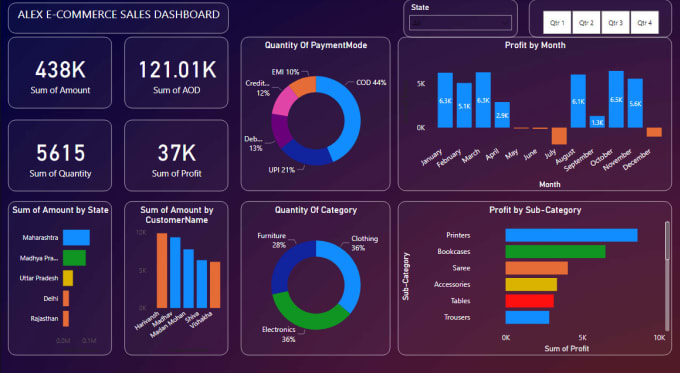 ALEX E-COMMERCE SALES DASHBOARD
State
Qtr 1
Qtr 2
Qtr 3
Qtr 4
438K
Sum of Amount
121.01K
Sum of AOD
5615
Sum of Quantity
37K
Sum of Profit
Quantity Of PaymentMode
EMI 10%
COD 44%
Credit...
12%
Deb...
13%
UPI 21%
Profit by Month
5K
0K
6.3K
5.1K
6.3K
2.9K
6.1K
1.3K
6.5K
5.6K
January
February
March
April
May
June
July
August
September
October
November
December
Month
Sum of Amount by State
Maharashtra
Madhya Pra...
Uttar Pradesh
Delhi
Rajasthan
0.0M
0.1M
Sum of Amount by
CustomerName
10K
5K
0K
Harivansh
Madhav
Madan Mohan
Shiva
Vishakha
Quantity Of Category
Furniture
28%
Clothing
36%
Electronics
36%
Profit by Sub-Category
Sub-Category
Printers
Bookcases
Saree
Accessories
Tables
Trousers
0K
5K
10K
Sum of Profit